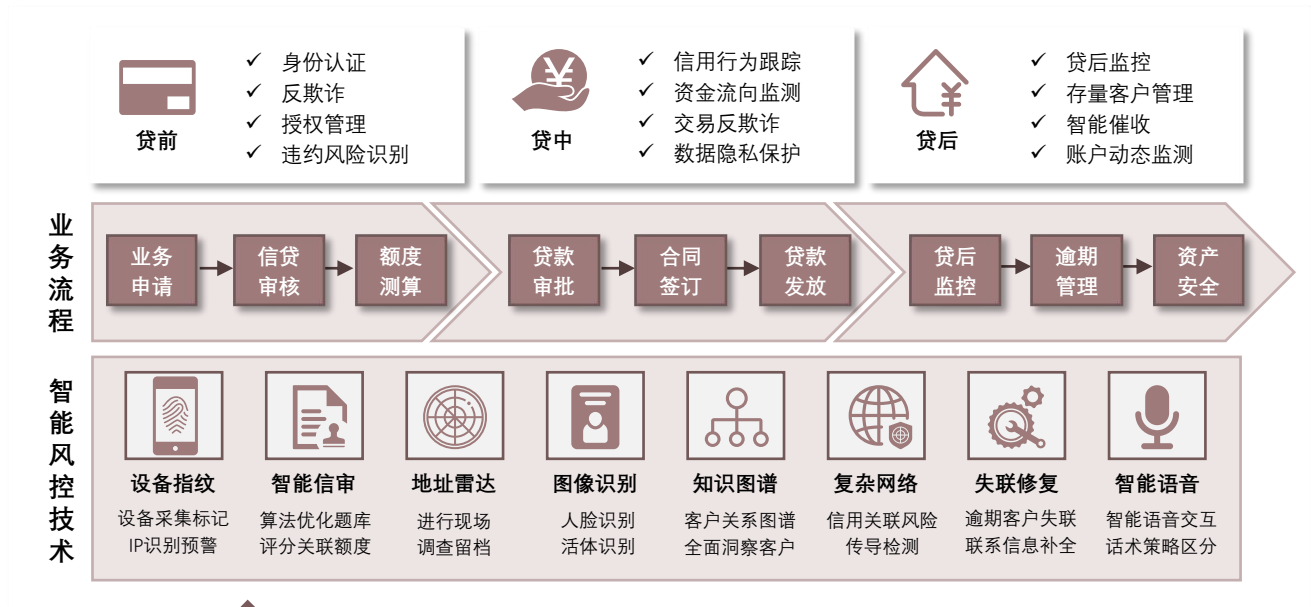 身份认证
反欺诈
授权管理
违约风险识别
贷前
信用行为跟踪
资金流向监测
交易反欺诈
数据隐私保护
贷中
贷后监控
存量客户管理
智能催收
账户动态监测
贷后
业务流程
业务
申请
信贷
审核
额度
测算
贷款
审批
合同
签订
贷款
发放
贷后
监控
逾期
管理
资产
安全
智能风控技术
设备指纹
设备采集标记
IP识别预警
智能信审
算法优化题库
评分关联额度
地址雷达
进行现场
调查留档
图像识别
人脸识别
活体识别
知识图谱
客户关系图谱
全面洞察客户
复杂网络
信用关联风险
传导检测
失联修复
逾期客户失联
联系信息补全
智能语音
智能语音交互
话术策略区分